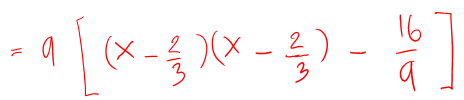 = 9 [ (x - 2/3)(x - 2/3) - 16/9 ]